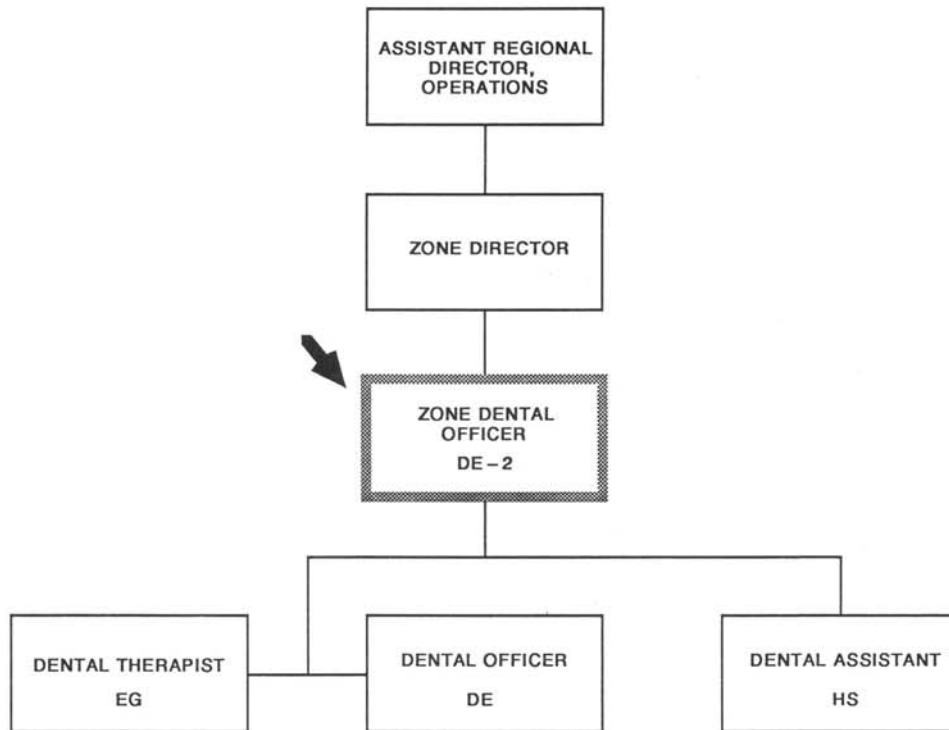 ASSISTANT REGIONAL
DIRECTOR,
OPERATIONS
ZONE DIRECTOR
ZONE DENTAL
OFFICER
DE-2
DENTAL THERAPIST
EG
DENTAL OFFICER
DE
DENTAL ASSISTANT
HS